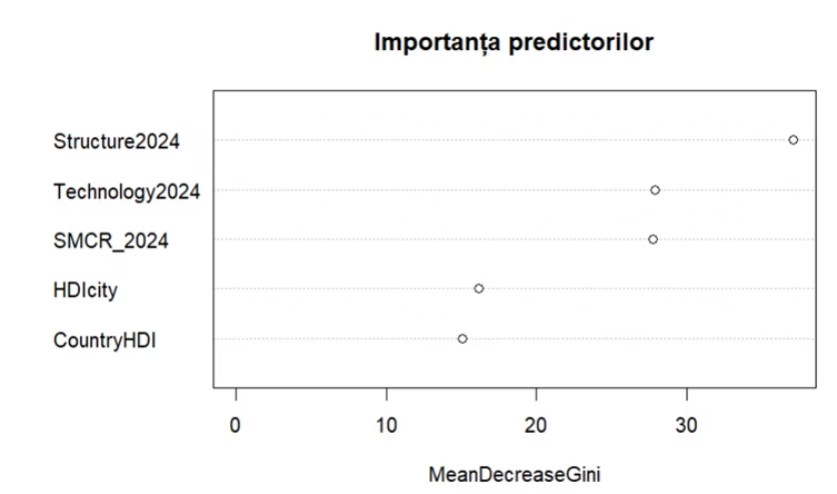 Importanța predictorilor
Structure2024
Technology2024
SMCR_2024
HDIcity
CountryHDI
0 10 20 30
MeanDecreaseGini